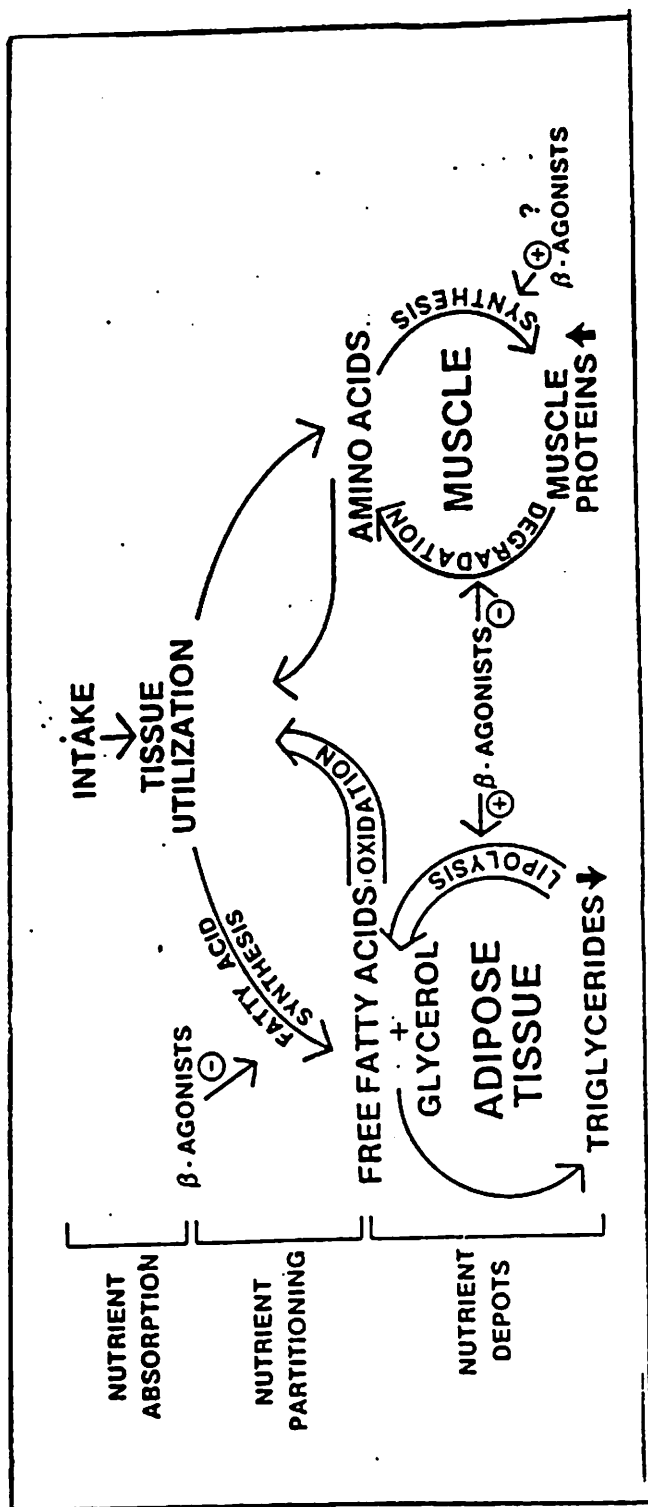 NUTRIENT
ABSORPTION
NUTRIENT
PARTITIONING
NUTRIENT
DEPOTS
INTAKE
TISSUE
UTILIZATION
β-AGONISTS
⊖
FATTY ACID
SYNTHESIS
FREE FATTY ACIDS
+
GLYCEROL
OXIDATION
ADIPOSE
TISSUE
LIPOLYSIS
TRIGLYCERIDES
⊕
β-AGONISTS
⊖
AMINO ACIDS
DEGRADATION
MUSCLE
SYNTHESIS
MUSCLE
PROTEINS
⊕ ?
β-AGONISTS